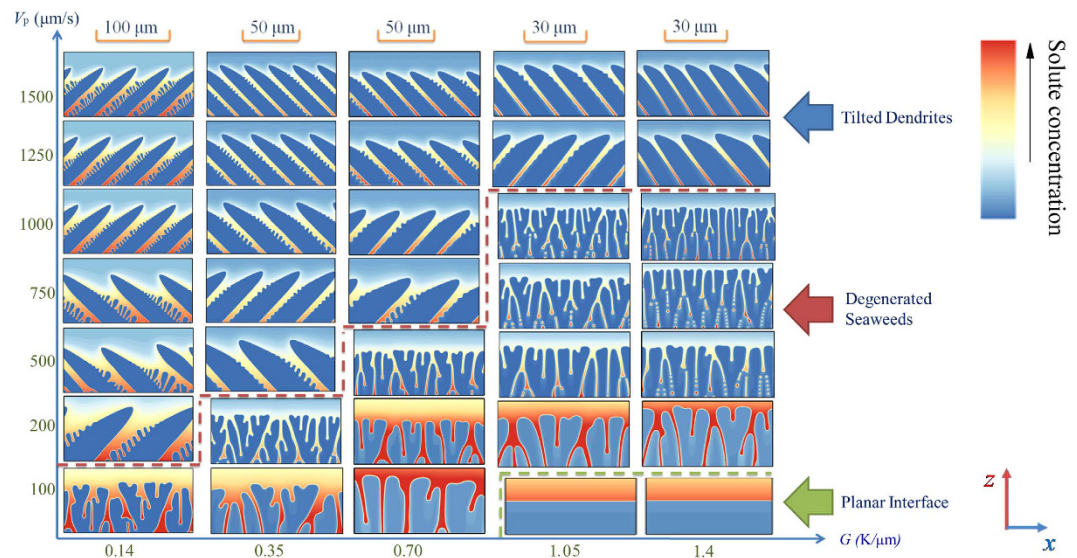 Vp (μm/s)
100 μm
50 μm
50 μm
30 μm
30 μm
1500
1250
1000
750
500
200
100
0.14
0.35
0.70
1.05
1.4
G (K/μm)
Tilted Dendrites
Degenerated
Seaweeds
Planar Interface
Solute concentration
z
x